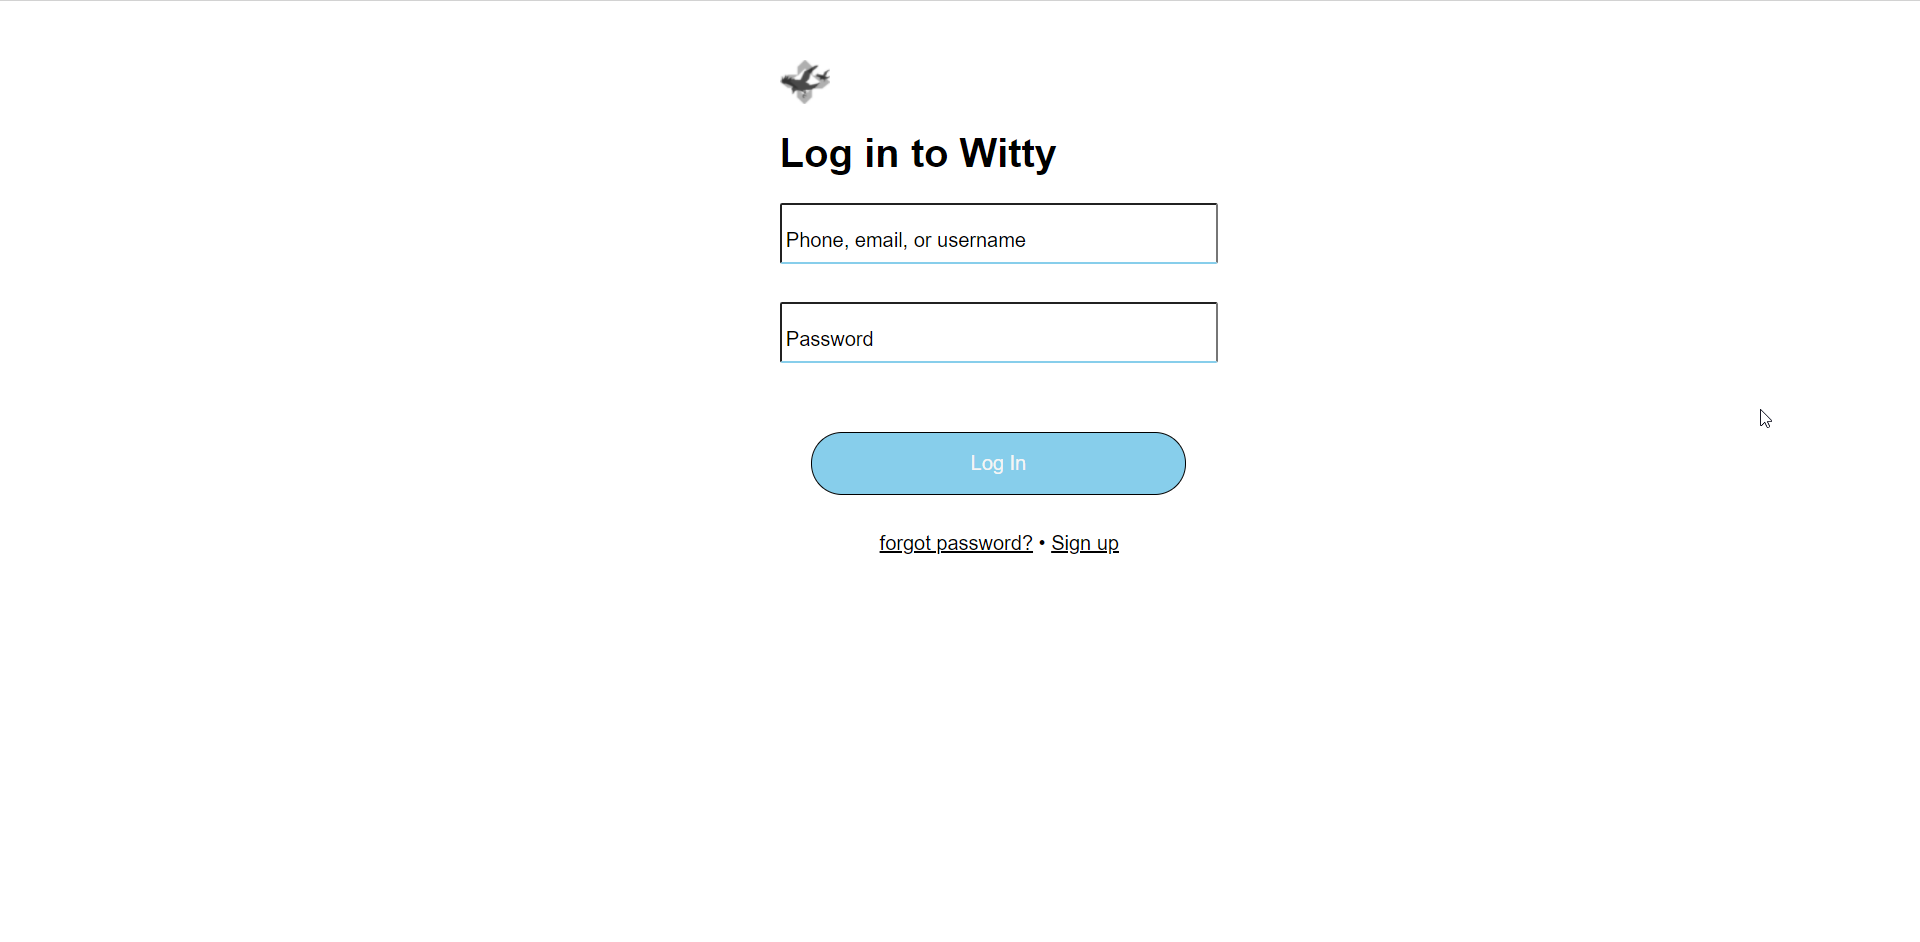 Log in to Witty
Phone, email, or username
Password
Log In
forgot password? • Sign up